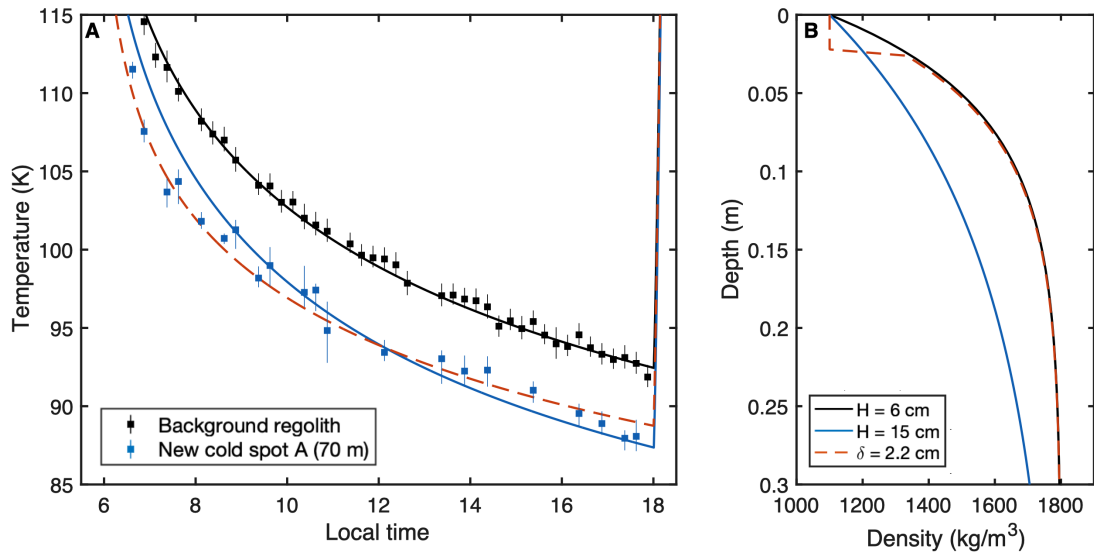 A
115
110
105
100
95
90
85
Temperature (K)
6
8
10
12
14
16
18
Local time
Background regolith
New cold spot A (70 m)
B
0
0.05
0.1
0.15
0.2
0.25
0.3
Depth (m)
1000
1200
1400
1600
1800
Density (kg/m³)
H = 6 cm
H = 15 cm
δ = 2.2 cm